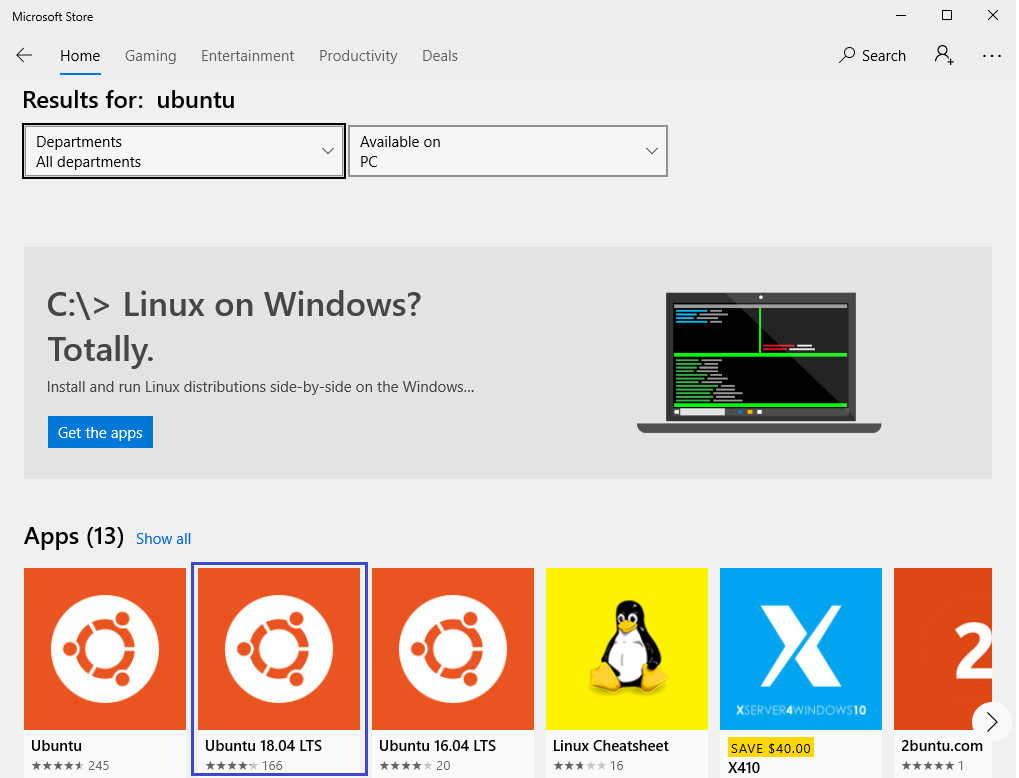 Microsoft Store
Home Gaming Entertainment Productivity Deals Search
Results for: ubuntu
Departments
All departments
Available on
PC
C:\> Linux on Windows?
Totally.
Install and run Linux distributions side-by-side on the Windows...
Get the apps
Apps (13) Show all
Ubuntu
245
Ubuntu 18.04 LTS
166
Ubuntu 16.04 LTS
20
Linux Cheatsheet
16
XSERVER4WINDOWS10
SAVE $40.00
X410
2
2buntu.com
1